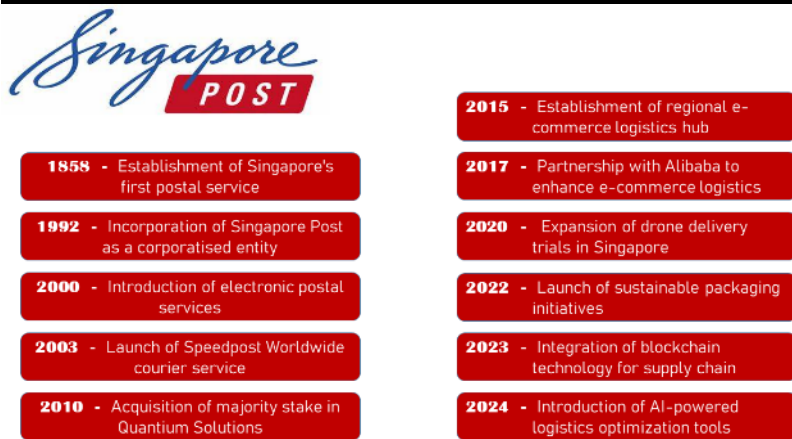 Singapore
POST
1858 - Establishment of Singapore's
first postal service
1992 - Incorporation of Singapore Post
as a corporatised entity
2000 - Introduction of electronic postal
services
2003 - Launch of Speedpost Worldwide
courier service
2010 - Acquisition of majority stake in
Quantium Solutions
2015 - Establishment of regional e-
commerce logistics hub
2017 - Partnership with Alibaba to
enhance e-commerce logistics
2020 - Expansion of drone delivery
trials in Singapore
2022 - Launch of sustainable packaging
initiatives
2023 - Integration of blockchain
technology for supply chain
2024 - Introduction of AI-powered
logistics optimization tools